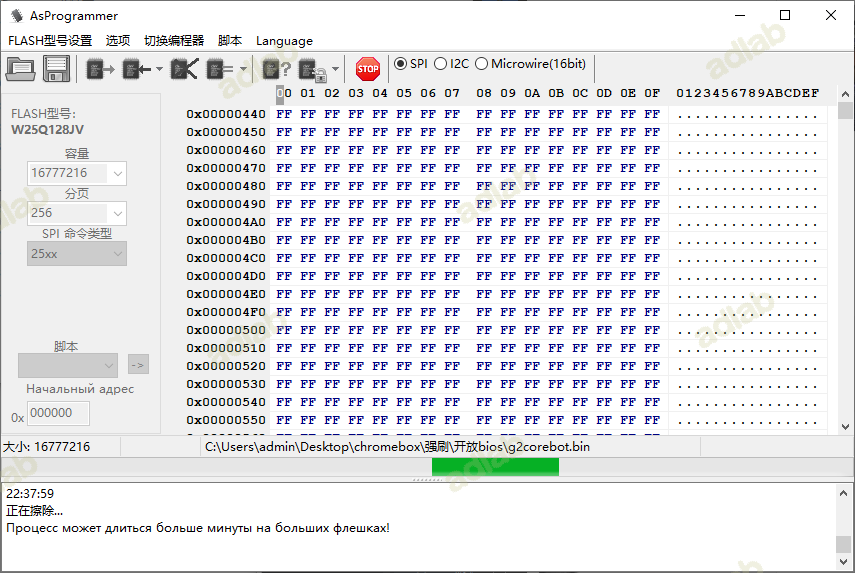 AsProgrammer
FLASH型号设置 选项 切换编程器 脚本 Language
STOP SPI I2C Microwire(16bit)
00 01 02 03 04 05 06 07 08 09 0A 0B 0C 0D 0E 0F 0123456789ABCDEF
0x00000440 FF FF FF FF FF FF FF FF FF FF FF FF FF FF FF FF ................
0x00000450 FF FF FF FF FF FF FF FF FF FF FF FF FF FF FF FF ................
0x00000460 FF FF FF FF FF FF FF FF FF FF FF FF FF FF FF FF ................
0x00000470 FF FF FF FF FF FF FF FF FF FF FF FF FF FF FF FF ................
0x00000480 FF FF FF FF FF FF FF FF FF FF FF FF FF FF FF FF ................
0x00000490 FF FF FF FF FF FF FF FF FF FF FF FF FF FF FF FF ................
0x000004A0 FF FF FF FF FF FF FF FF FF FF FF FF FF FF FF FF ................
0x000004B0 FF FF FF FF FF FF FF FF FF FF FF FF FF FF FF FF ................
0x000004C0 FF FF FF FF FF FF FF FF FF FF FF FF FF FF FF FF ................
0x000004D0 FF FF FF FF FF FF FF FF FF FF FF FF FF FF FF FF ................
0x000004E0 FF FF FF FF FF FF FF FF FF FF FF FF FF FF FF FF ................
0x000004F0 FF FF FF FF FF FF FF FF FF FF FF FF FF FF FF FF ................
0x00000500 FF FF FF FF FF FF FF FF FF FF FF FF FF FF FF FF ................
0x00000510 FF FF FF FF FF FF FF FF FF FF FF FF FF FF FF FF ................
0x00000520 FF FF FF FF FF FF FF FF FF FF FF FF FF FF FF FF ................
0x00000530 FF FF FF FF FF FF FF FF FF FF FF FF FF FF FF FF ................
0x00000540 FF FF FF FF FF FF FF FF FF FF FF FF FF FF FF FF ................
0x00000550 FF FF FF FF FF FF FF FF FF FF FF FF FF FF FF FF ................
FLASH型号:
W25Q128JV
容量
16777216
分页
256
SPI 命令类型
25xx
脚本
->
Начальный адрес
0x 000000
大小: 16777216 C:\Users\admin\Desktop\chromebox\强刷\开放bios\g2corebot.bin
22:37:59
正在擦除...
Процесс может длиться больше минуты на больших флешках!
adlab
adlab
adlab
adlab
adlab
adlab
adlab
adlab